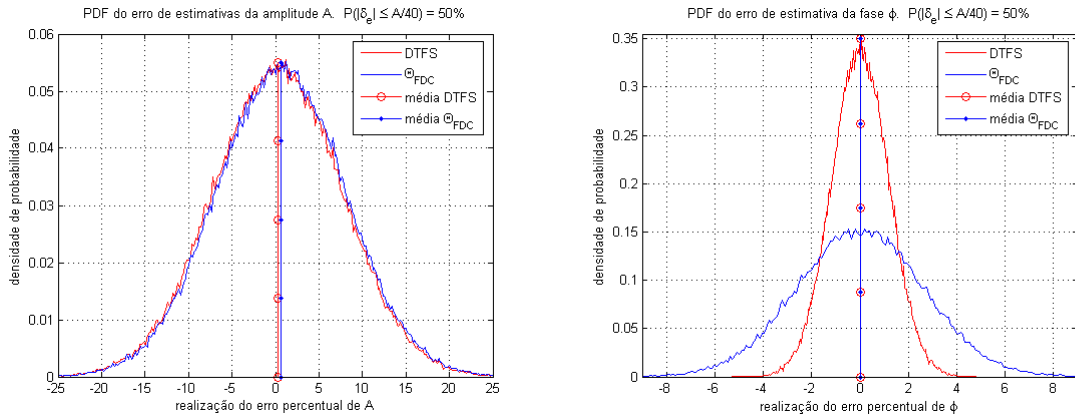 PDF do erro de estimativas da amplitude A. P(|δe| ≤ A/40) = 50%
0.06
0.05
0.04
0.03
0.02
0.01
0
densidade de probabilidade
-25 -20 -15 -10 -5 0 5 10 15 20 25
realização do erro percentual de A
DTFS
ΘFDC
média DTFS
média ΘFDC
PDF do erro de estimativa da fase ϕ. P(|δe| ≤ A/40) = 50%
0.35
0.3
0.25
0.2
0.15
0.1
0.05
0
densidade de probabilidade
-8 -6 -4 -2 0 2 4 6 8
realização do erro percentual de ϕ
DTFS
ΘFDC
média DTFS
média ΘFDC